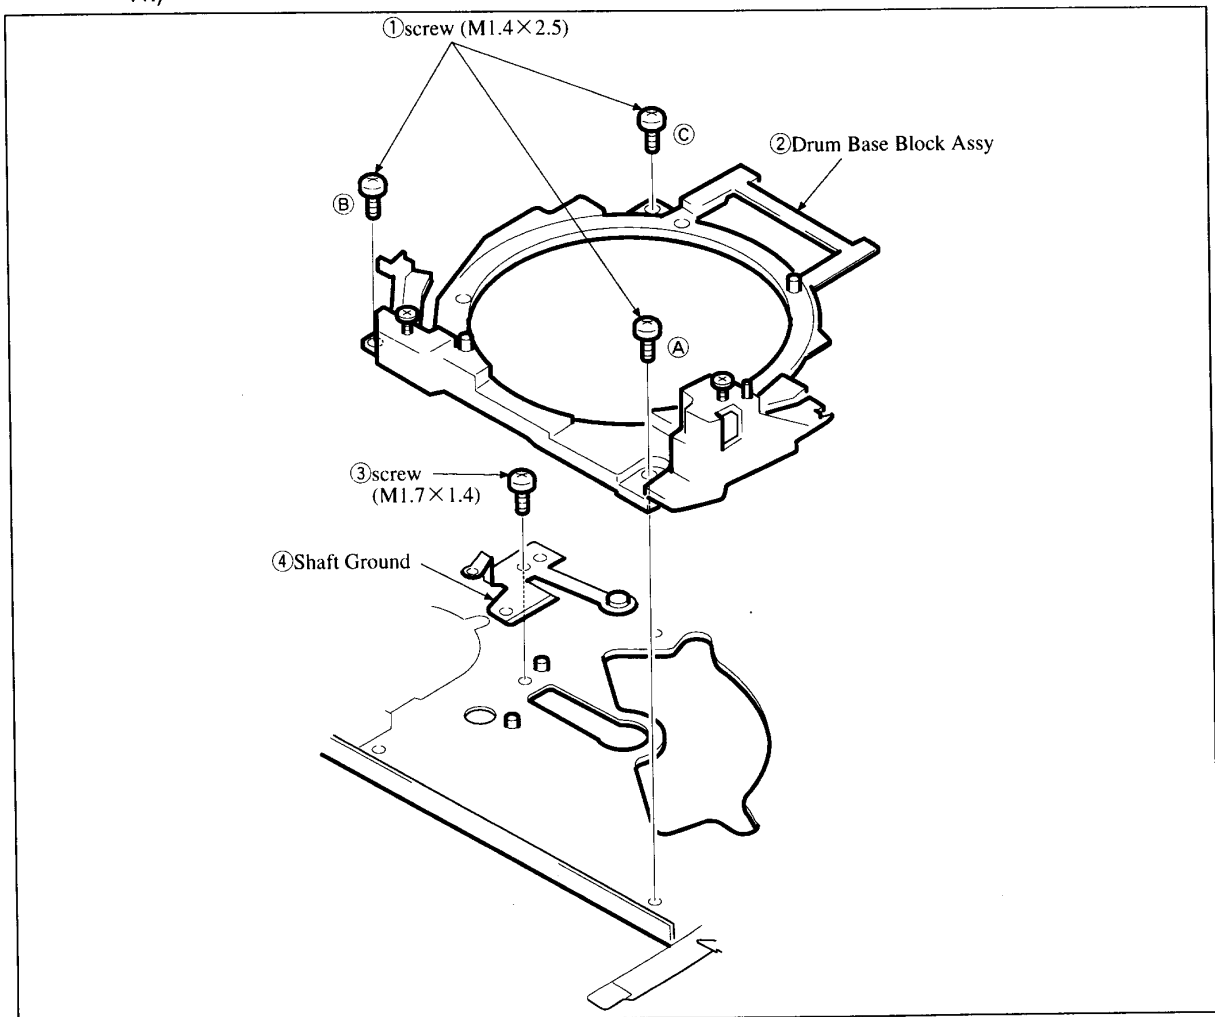 ①screw (M1.4×2.5)
Ⓒ
②Drum Base Block Assy
Ⓑ
Ⓐ
③screw
(M1.7×1.4)
④Shaft Ground